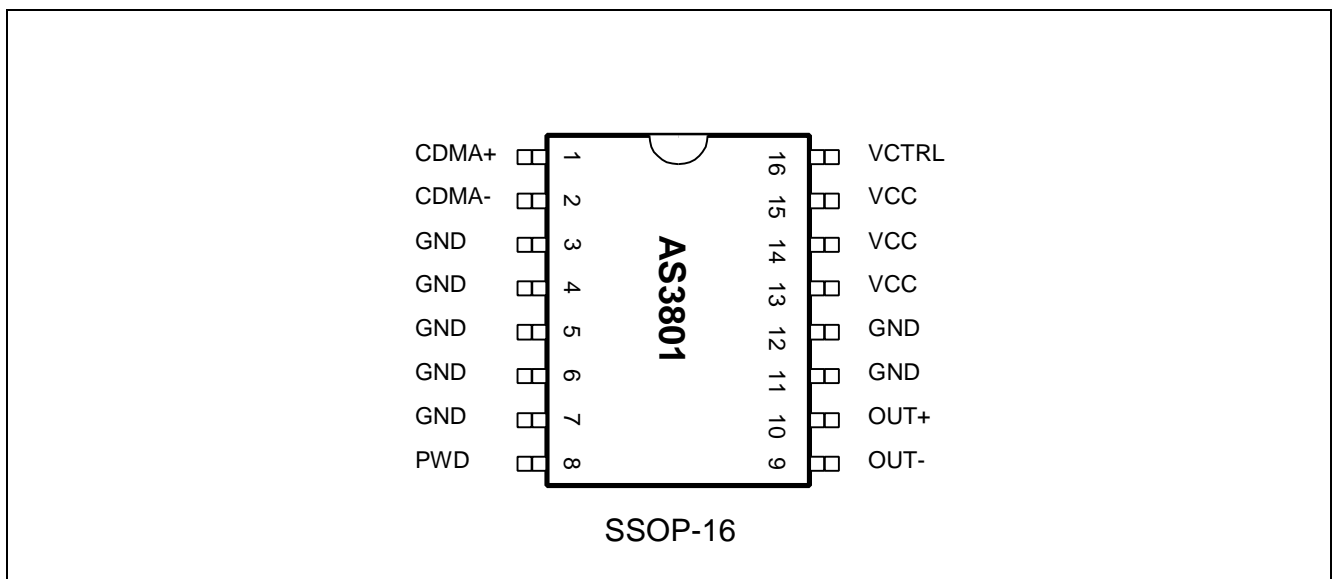 CDMA+ 1 16 VCTRL
CDMA- 2 15 VCC
GND 3 14 VCC
GND 4 13 VCC
GND 5 12 GND
GND 6 11 GND
GND 7 10 OUT+
PWD 8 9 OUT-
AS3801
SSOP-16